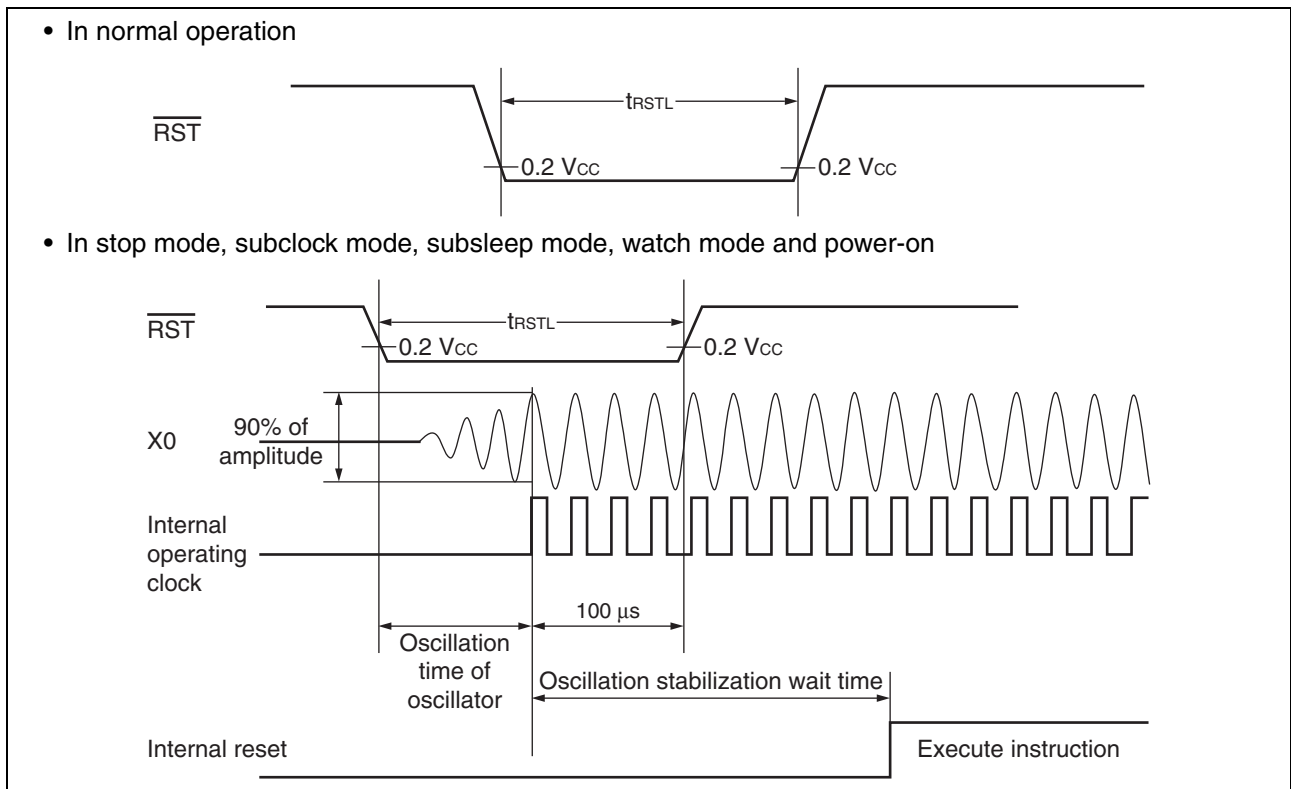 • In normal operation
tRSTL
RST
0.2 VCC
0.2 VCC
• In stop mode, subclock mode, subsleep mode, watch mode and power-on
RST
tRSTL
0.2 VCC
0.2 VCC
X0
90% of
amplitude
Internal
operating
clock
100 μs
Oscillation
time of
oscillator
Oscillation stabilization wait time
Internal reset
Execute instruction